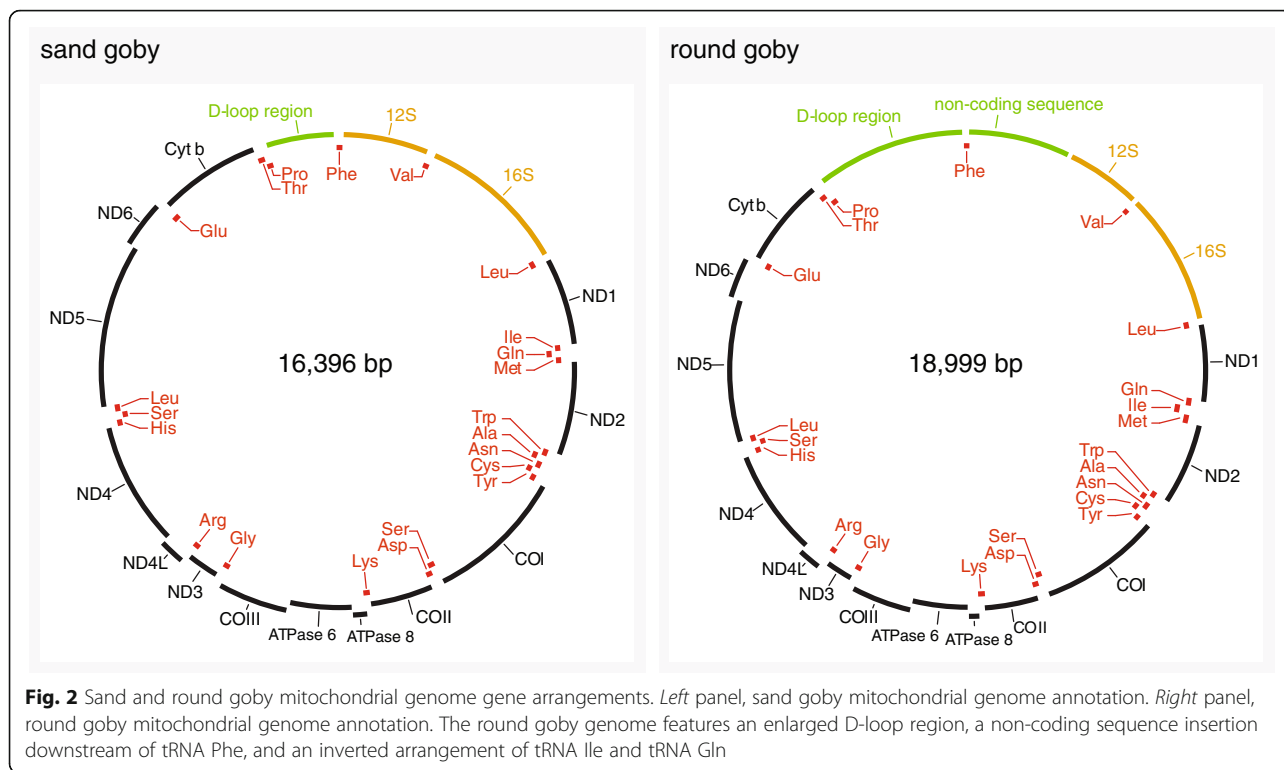 sand goby
D-loop region
12S
Cyt b
Pro
Thr
Phe
Val
16S
ND6
Glu
Leu
ND1
ND5
16,396 bp
Ile
Gln
Met
ND2
Leu
Ser
His
Trp
Ala
Asn
Cys
Tyr
ND4
Arg
Gly
Ser
Asp
Lys
COI
ND4L
ND3
COIII
ATPase 6
ATPase 8
COII
round goby
D-loop region
non-coding sequence
12S
Phe
Cyt b
Pro
Thr
Val
16S
ND6
Glu
Leu
ND5
18,999 bp
ND1
Gln
Ile
Met
ND2
Leu
Ser
His
Trp
Ala
Asn
Cys
Tyr
ND4
Arg
Gly
Ser
Asp
Lys
COI
ND4L
ND3
COIII
ATPase 6
ATPase 8
COII
Fig. 2 Sand and round goby mitochondrial genome gene arrangements. Left panel, sand goby mitochondrial genome annotation. Right panel,
round goby mitochondrial genome annotation. The round goby genome features an enlarged D-loop region, a non-coding sequence insertion
downstream of tRNA Phe, and an inverted arrangement of tRNA Ile and tRNA Gln